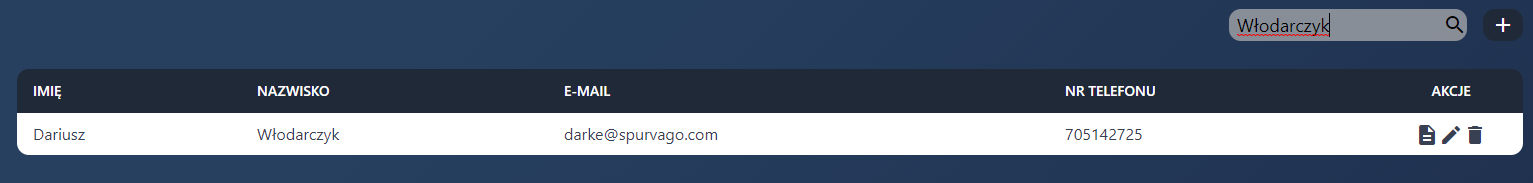 Włodarczyk
IMIĘ NAZWISKO E-MAIL NR TELEFONU AKCJE
Dariusz Włodarczyk darke@spurvago.com 705142725